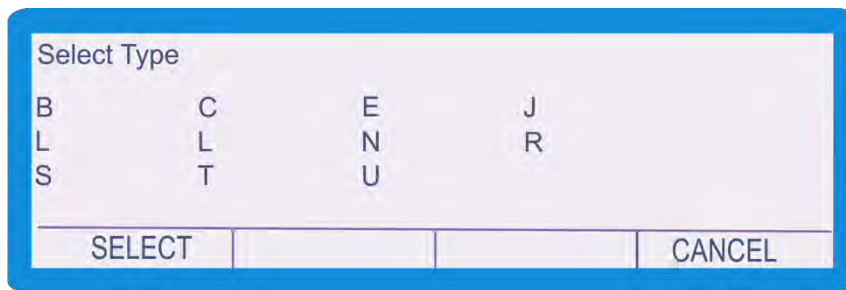 Select Type
B C E J
L L N R
S T U
SELECT CANCEL